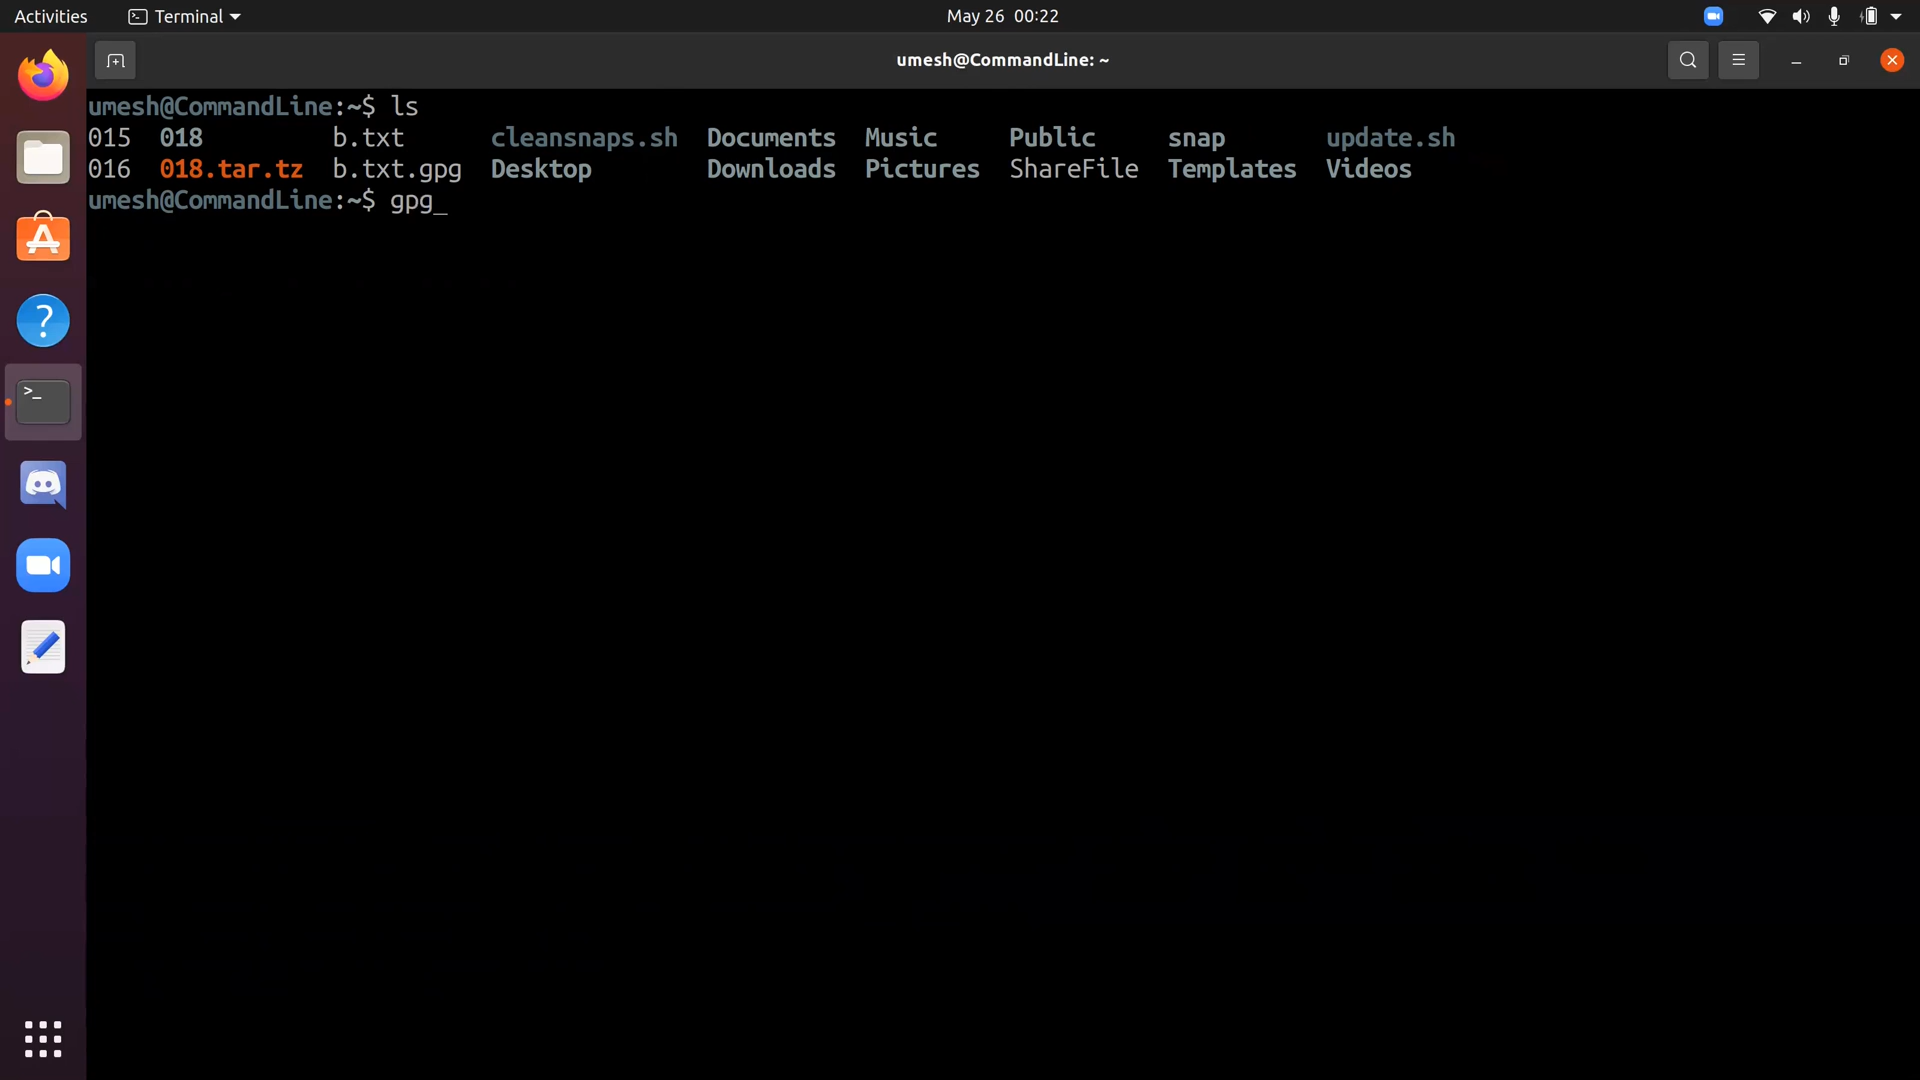 Activities Terminal May 26 00:22
umesh@CommandLine: ~
umesh@CommandLine:~$ ls
015 018 b.txt cleansnaps.sh Documents Music Public snap update.sh
016 018.tar.tz b.txt.gpg Desktop Downloads Pictures ShareFile Templates Videos
umesh@CommandLine:~$ gpg_